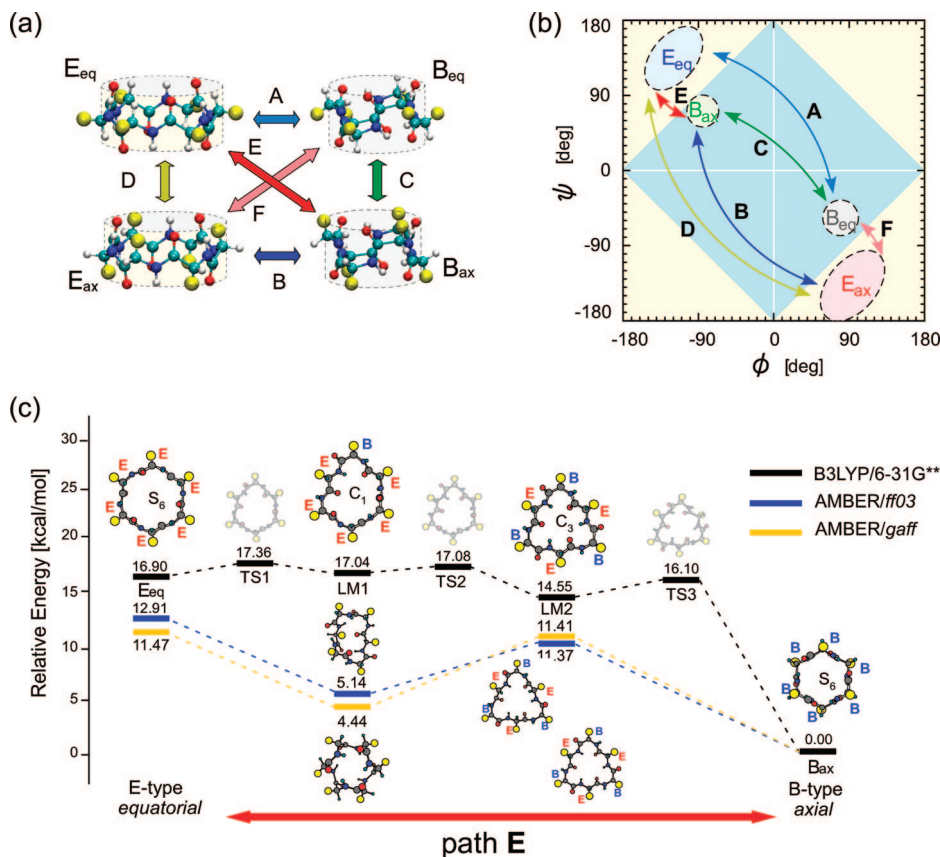 (a)
E_eq
A
B_eq
E
D
C
F
E_ax
B
B_ax
(b)
180
90
0
-90
-180
ψ [deg]
-180
-90
0
90
180
ϕ [deg]
E_eq
E
B_ax
A
C
B
D
B_eq
F
E_ax
(c)
Relative Energy [kcal/mol]
30
20
15
10
5
0
E
E
E
E
E
E
S_6
B
E
E
E
E
E
C_1
B
E
E
B
B
E
C_3
B3LYP/6-31G**
AMBER/ff03
AMBER/gaff
16.90
E_eq
12.91
11.47
17.36
TS1
17.04
LM1
17.08
TS2
14.55
LM2
11.41
11.37
16.10
TS3
5.14
4.44
B
E
E
B
B
E
B
E
E
B
B
E
B
B
B
B
B
B
S_6
0.00
B_ax
E-type
equatorial
B-type
axial
path E